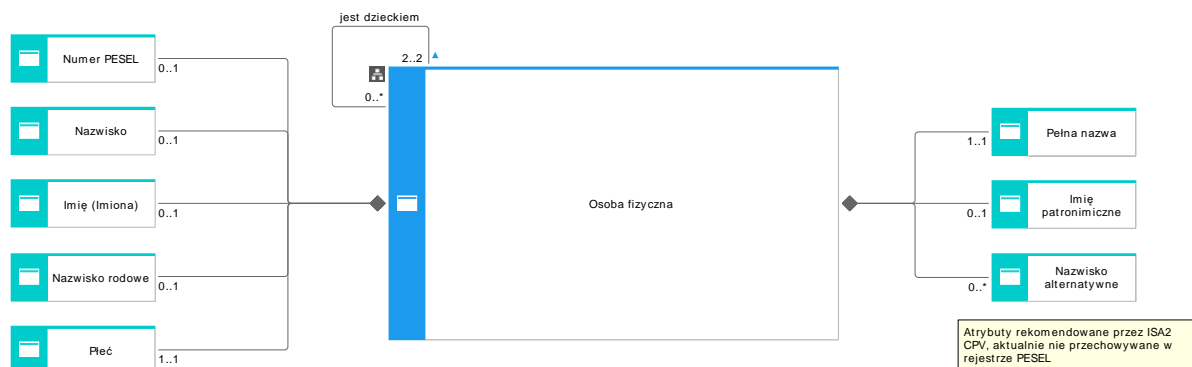 jest dzieckiem
2..2
0..*
Numer PESEL
0..1
Nazwisko
0..1
Imię (Imiona)
0..1
Nazwisko rodowe
0..1
Płeć
1..1
Osoba fizyczna
Pełna nazwa
1..1
Imię
patronimiczne
0..1
Nazwisko
alternatywne
0..*
Atrybuty rekomendowane przez ISA2
CPV, aktualnie nie przechowywane w
rejestrze PESEL